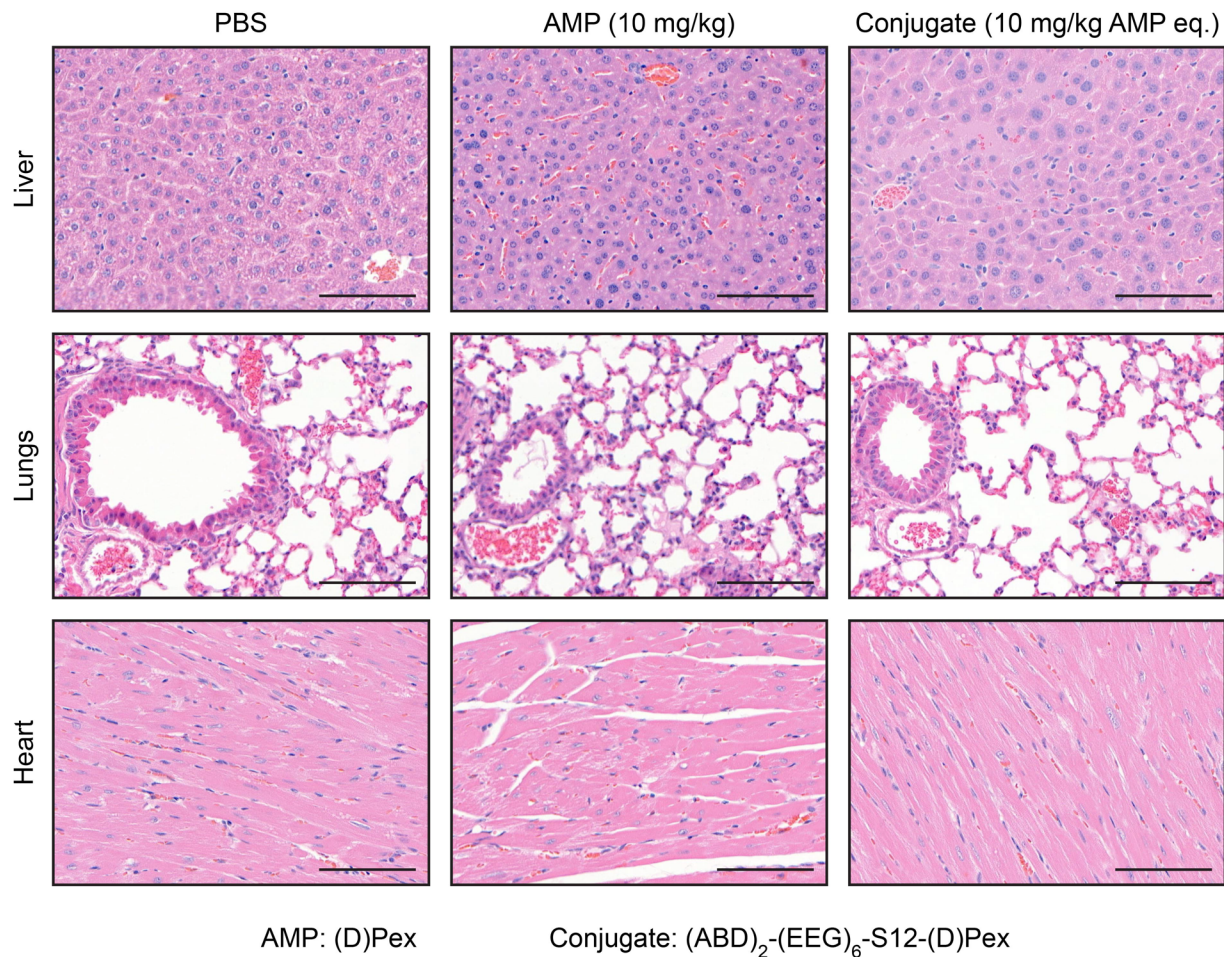 PBS
AMP (10 mg/kg)
Conjugate (10 mg/kg AMP eq.)
Liver
Lungs
Heart
AMP: (D)Pex
Conjugate: (ABD)₂-(EEG)₆-S12-(D)Pex